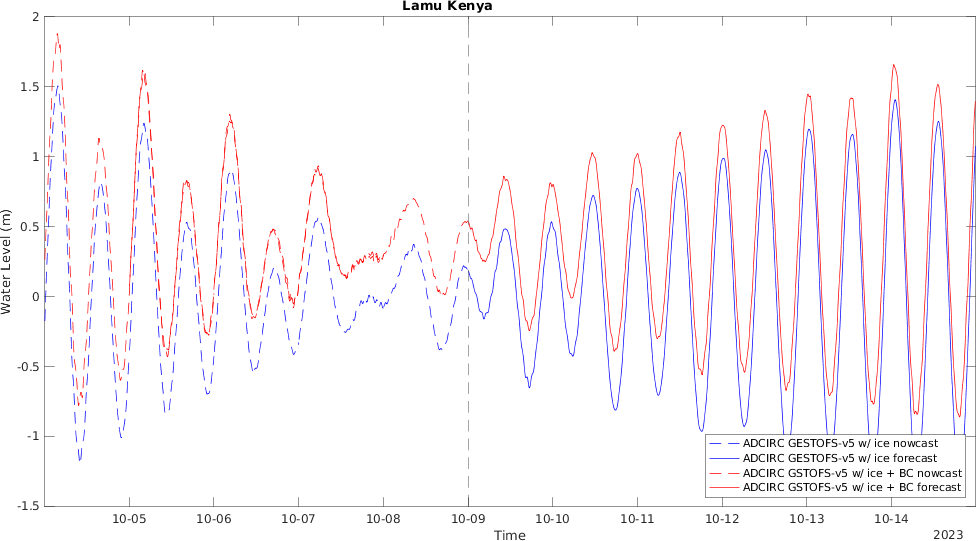 Lamu Kenya
2
1.5
1
0.5
0
-0.5
-1
-1.5
Water Level (m)
10-05 10-06 10-07 10-08 10-09 10-10 10-11 10-12 10-13 10-14
Time
2023
ADCIRC GESTOFS-v5 w/ ice nowcast
ADCIRC GESTOFS-v5 w/ ice forecast
ADCIRC GSTOFS-v5 w/ ice + BC nowcast
ADCIRC GSTOFS-v5 w/ ice + BC forecast